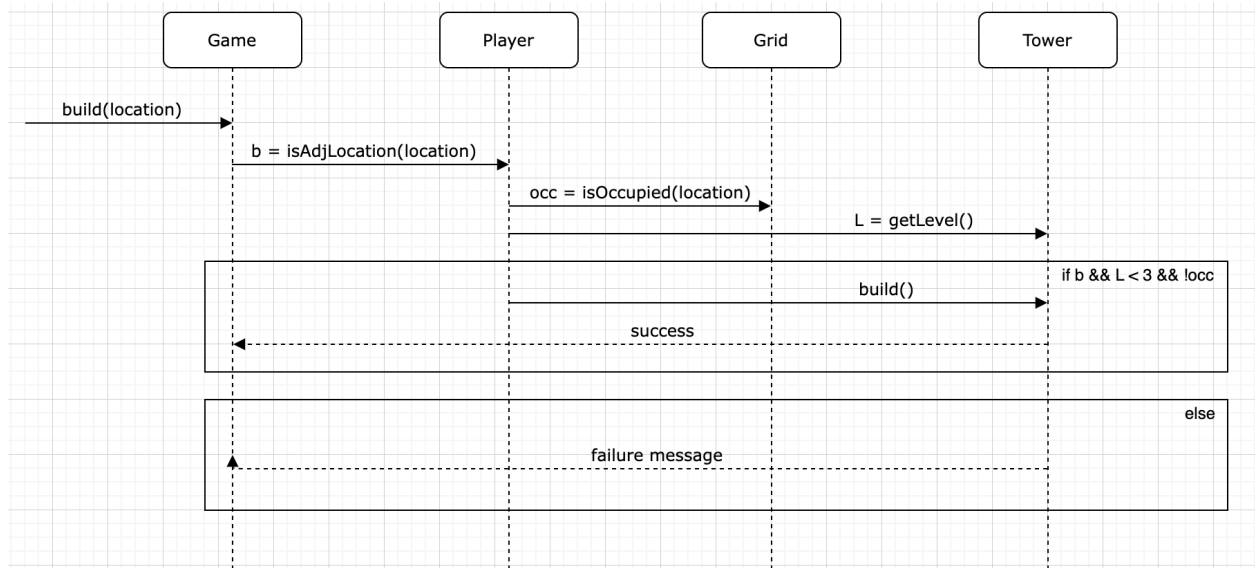 Game
Player
Grid
Tower
build(location)
b = isAdjLocation(location)
occ = isOccupied(location)
L = getLevel()
if b && L < 3 && !occ
build()
success
else
failure message